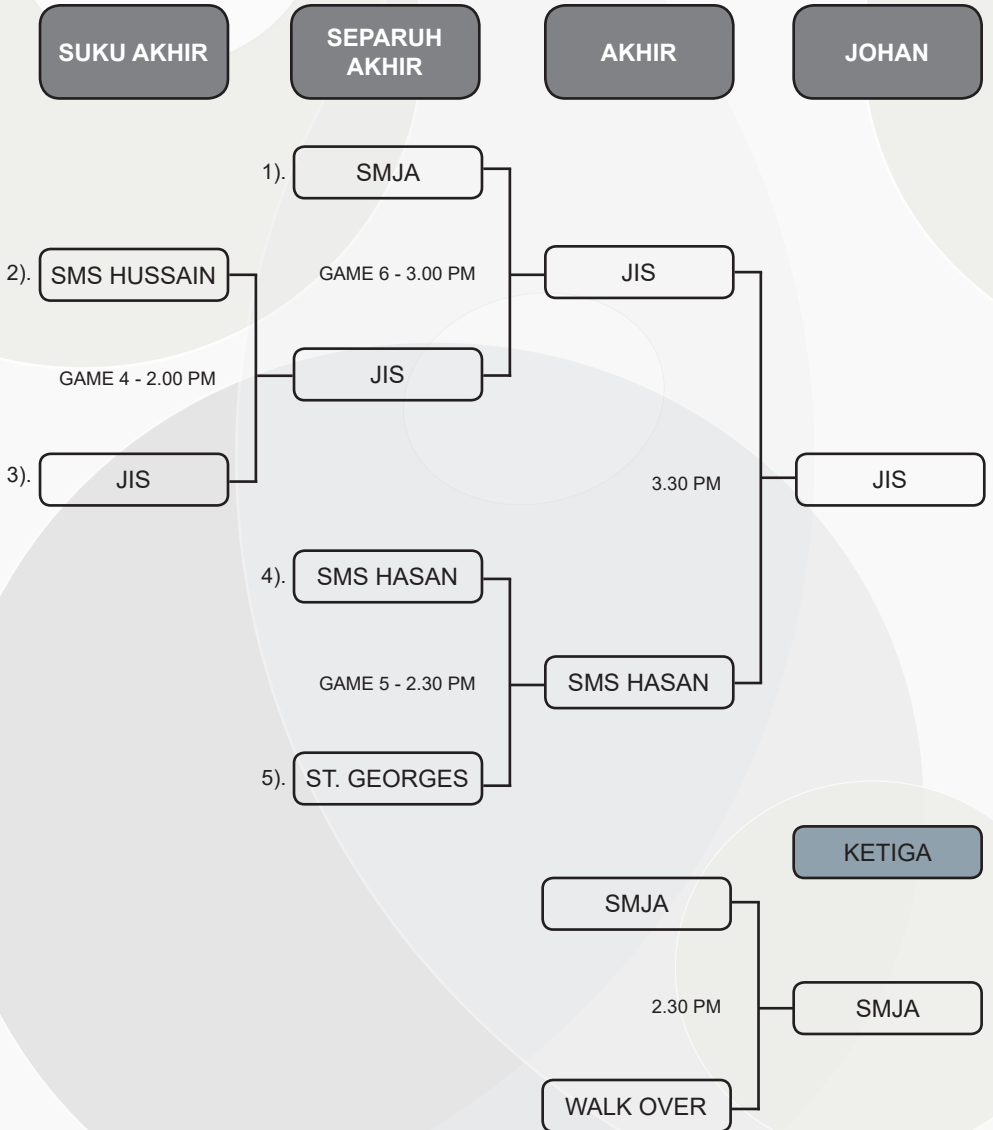 SUKU AKHIR
SEPARUH
AKHIR
AKHIR
JOHAN
1). SMJA
2). SMS HUSSAIN
GAME 6 - 3.00 PM
JIS
GAME 4 - 2.00 PM
JIS
3). JIS
3.30 PM
JIS
4). SMS HASAN
GAME 5 - 2.30 PM
SMS HASAN
5). ST. GEORGES
KETIGA
SMJA
2.30 PM
SMJA
WALK OVER